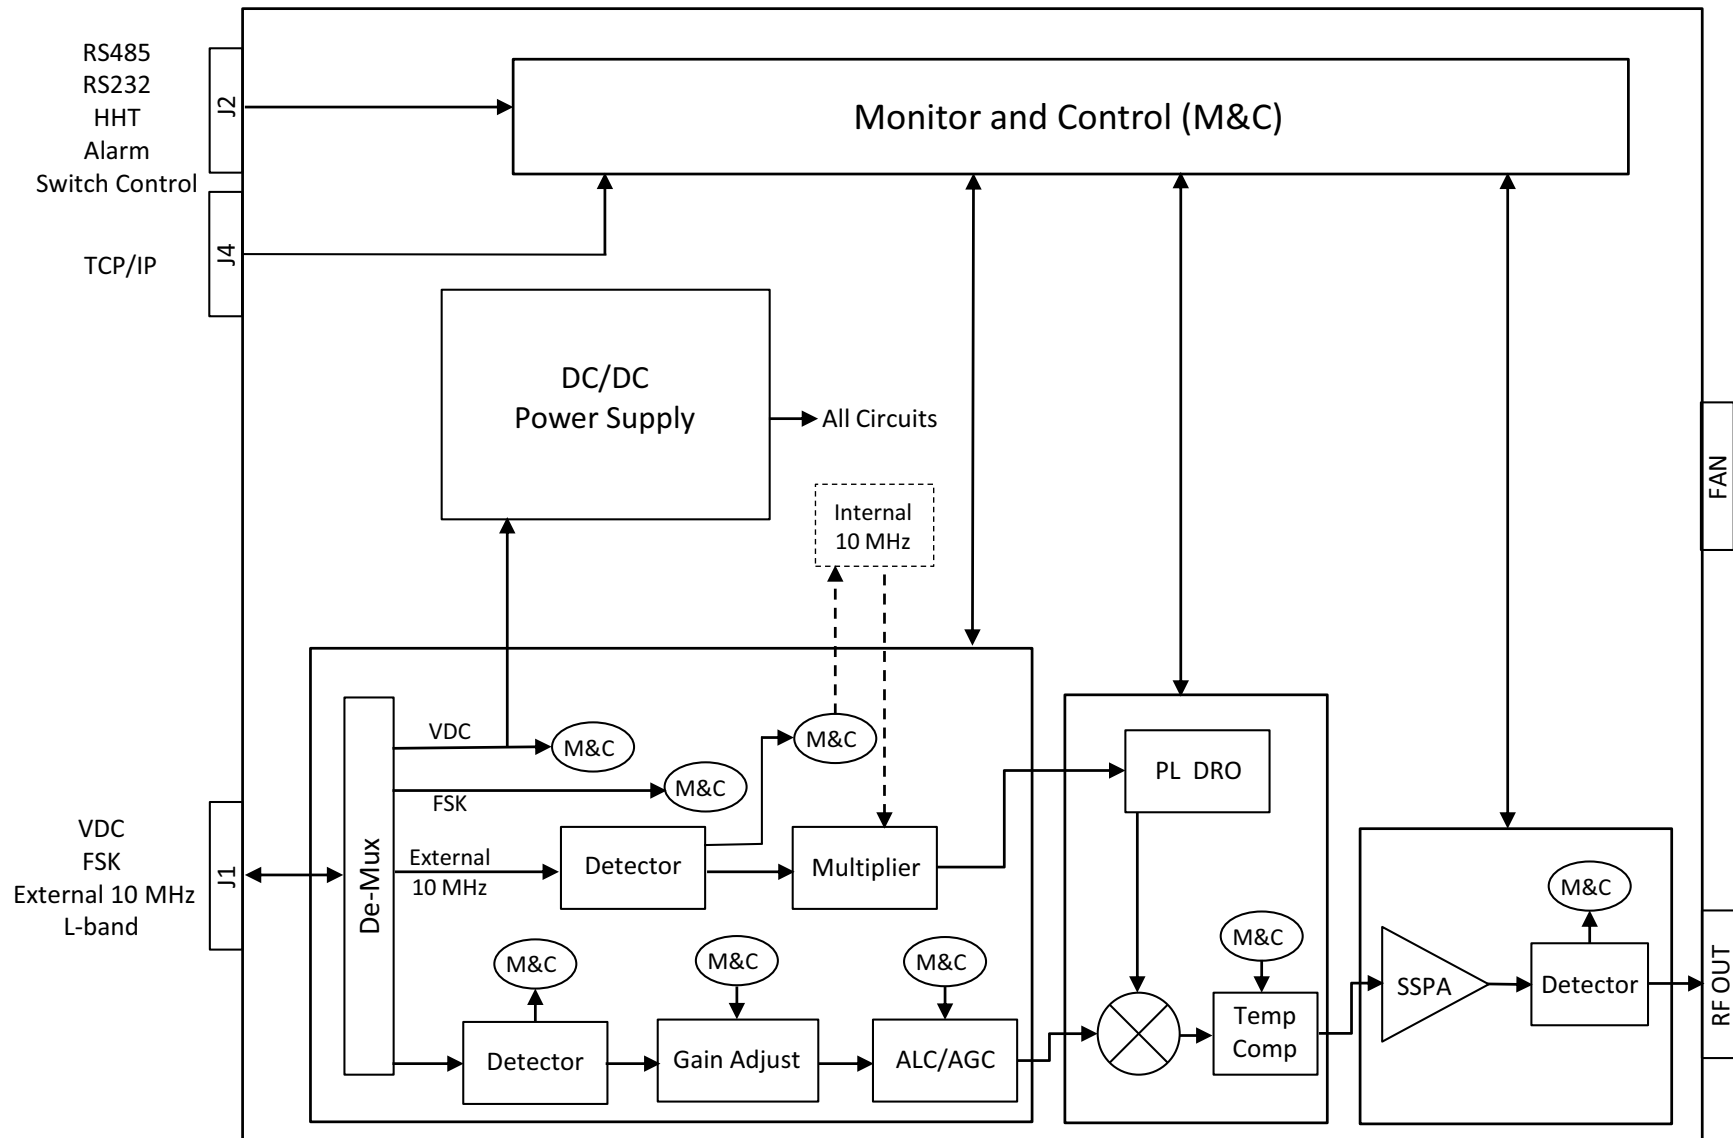 RS485
RS232
HHT
Alarm
Switch Control
J2
Monitor and Control (M&C)
TCP/IP
J4
DC/DC
Power Supply
All Circuits
Internal
10 MHz
FAN
VDC
M&C
M&C
FSK
M&C
PL DRO
VDC
FSK
External 10 MHz
L-band
J1
De-Mux
External
10 MHz
Detector
Multiplier
M&C
M&C
M&C
M&C
M&C
Detector
Gain Adjust
ALC/AGC
Temp
Comp
SSPA
Detector
RF OUT